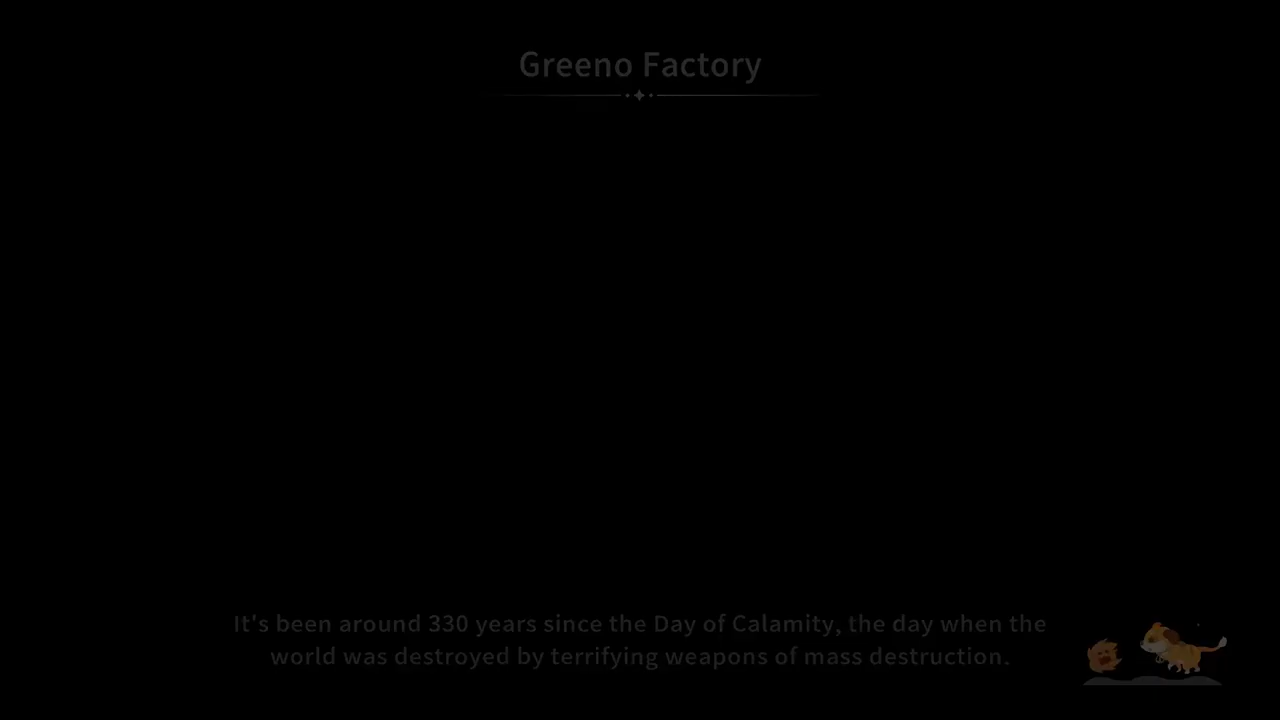 Greeno Factory
It's been around 330 years since the Day of Calamity, the day when the
world was destroyed by terrifying weapons of mass destruction.